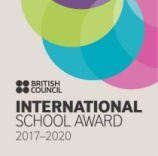 BRITISH
COUNCIL
INTERNATIONAL
SCHOOL AWARD
2017–2020